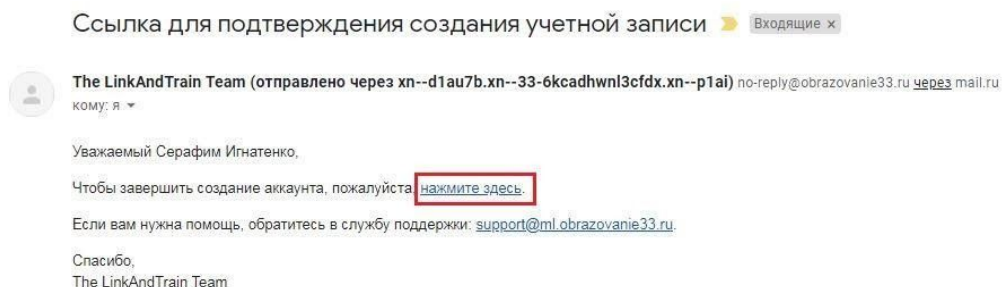 Ссылка для подтверждения создания учетной записи Входящие ×
The LinkAndTrain Team (отправлено через xn--d1au7b.xn--33-6kcadhwnl3cfdx.xn--p1ai) no-reply@obrazovanie33.ru через mail.ru
кому: я
Уважаемый Серафим Игнатенко,
Чтобы завершить создание аккаунта, пожалуйста, нажмите здесь.
Если вам нужна помощь, обратитесь в службу поддержки: support@ml.obrazovanie33.ru.
Спасибо,
The LinkAndTrain Team